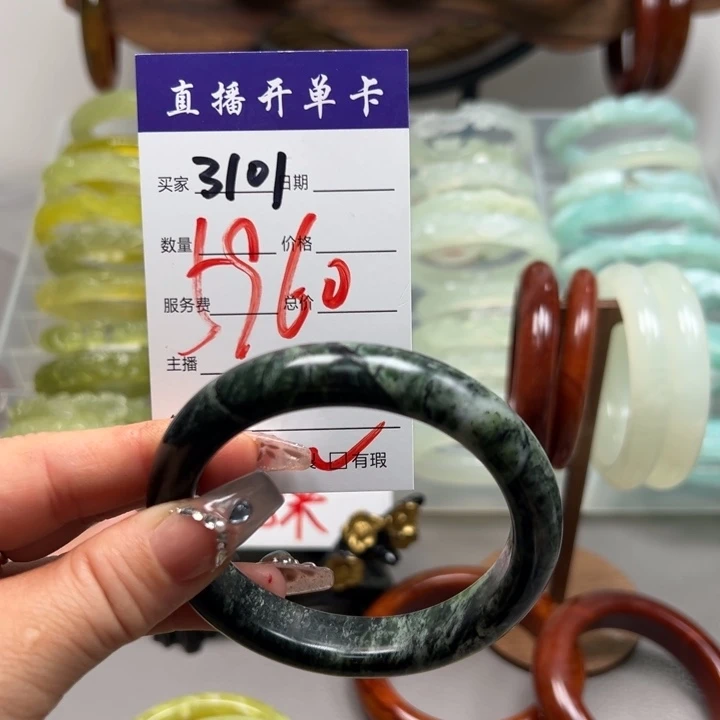 直播开单卡
买家 3101 日期
数量 价格
5960
服务费 总价
主播
有瑕